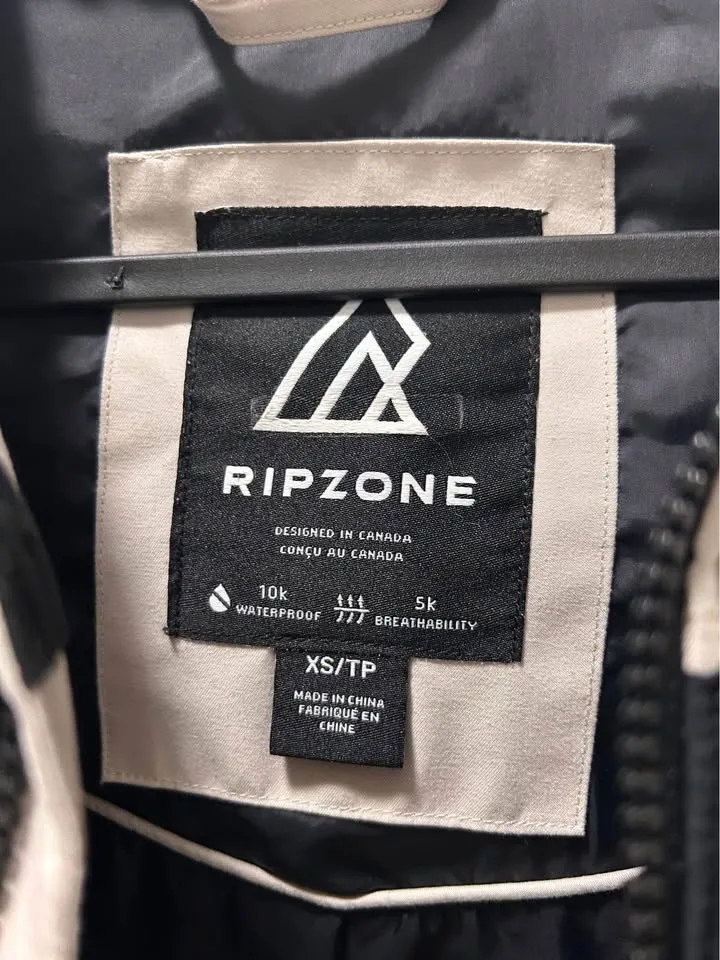 RIPZONE
DESIGNED IN CANADA
CONÇU AU CANADA
10k
WATERPROOF
5k
BREATHABILITY
XS/TP
MADE IN CHINA
FABRIQUÉ EN
CHINE